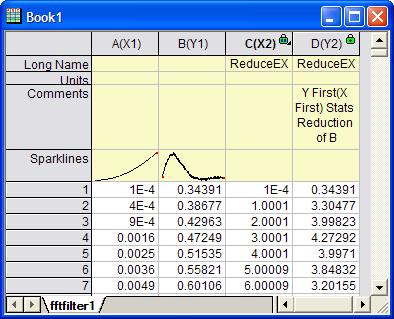 Book1
A(X1) B(Y1) C(X2) D(Y2)
Long Name ReduceEX ReduceEX
Units
Comments Y First(X
First) Stats
Reduction
of B
Sparklines
1 1E-4 0.34391 1E-4 0.34391
2 4E-4 0.38677 1.0001 3.30477
3 9E-4 0.42963 2.0001 3.99823
4 0.0016 0.47249 3.0001 4.27292
5 0.0025 0.51535 4.0001 3.9971
6 0.0036 0.55821 5.00009 3.84832
7 0.0049 0.60106 6.00009 3.20155
fftfilter1